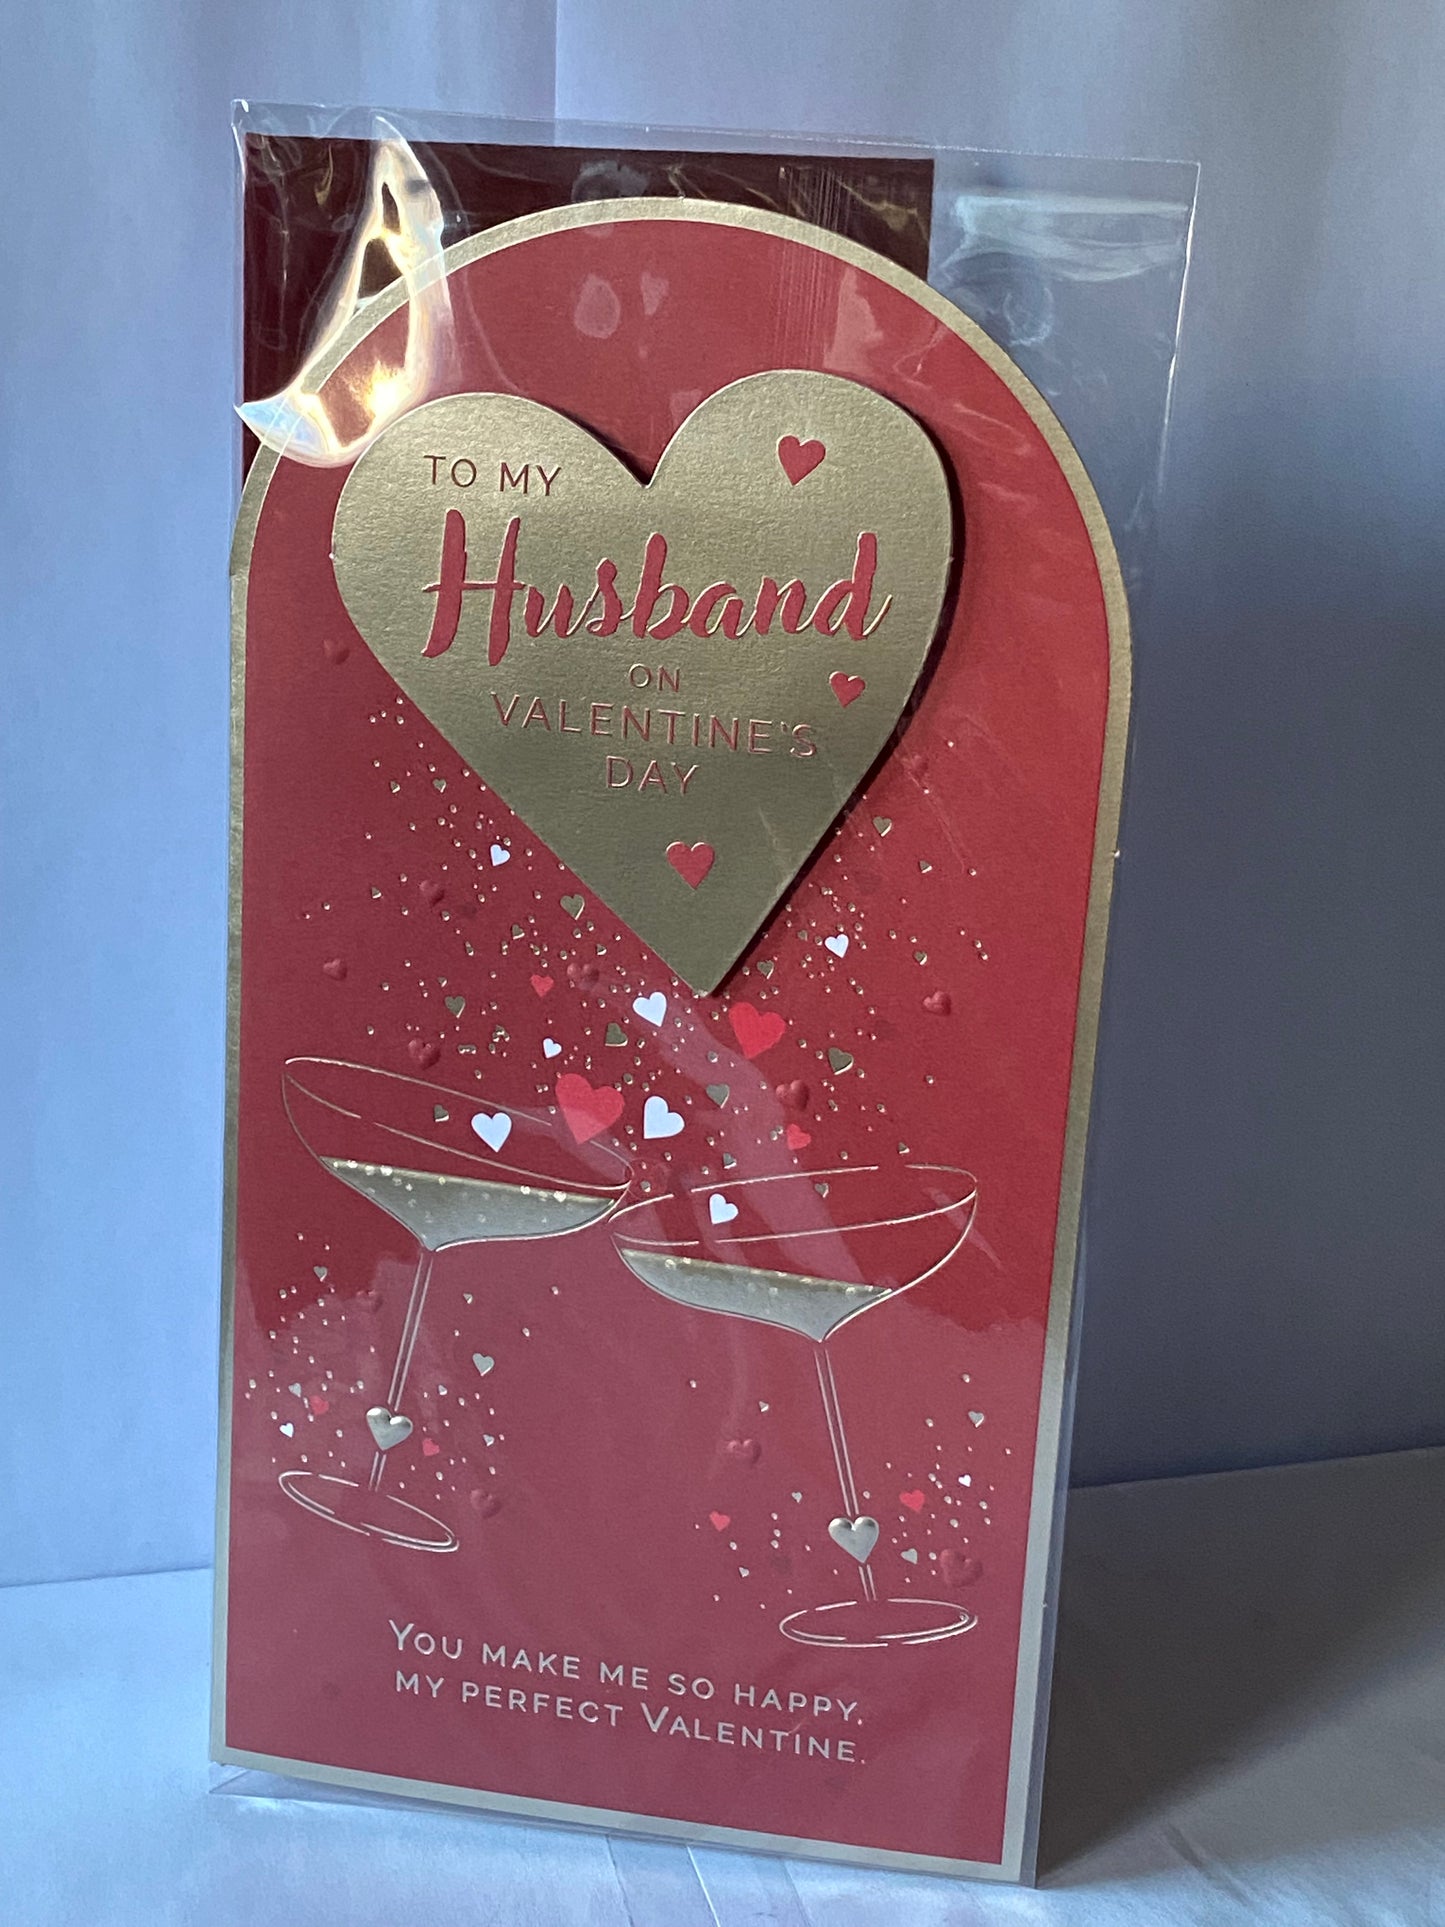 TO MY
Husband
ON
VALENTINE'S
DAY
YOU MAKE ME SO HAPPY,
MY PERFECT VALENTINE.